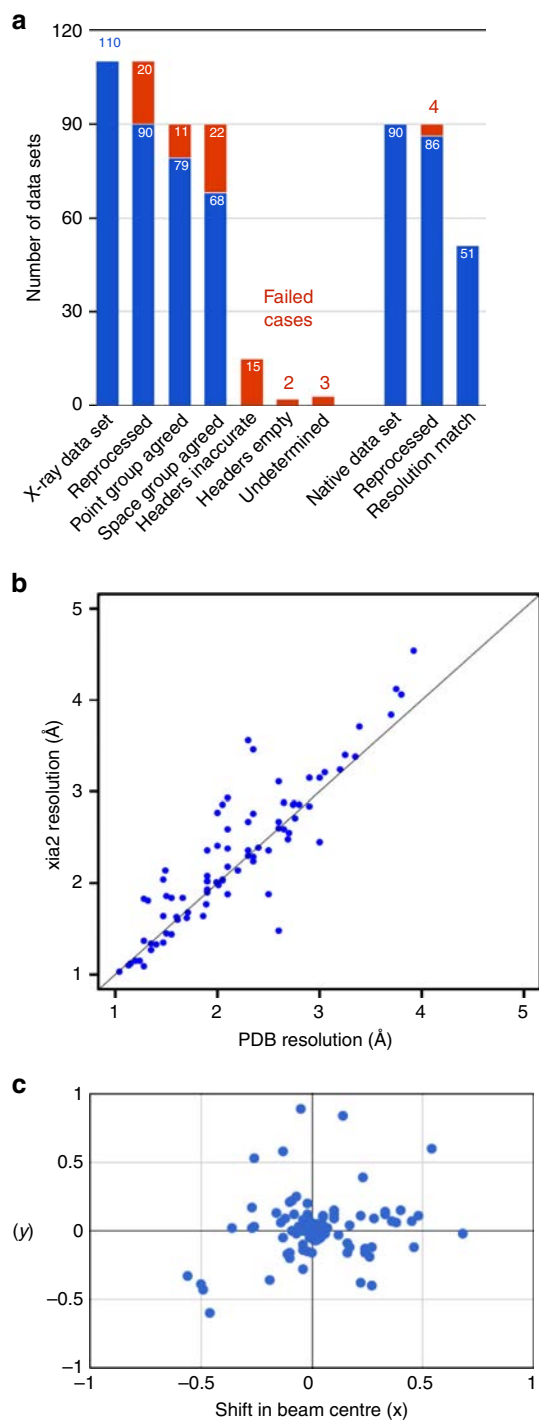 a
120
90
60
30
0
Number of data sets
110
20
90
11
79
22
68
15
2
3
Failed
cases
90
4
86
51
X-ray data set
Reprocessed
Point group agreed
Space group agreed
Headers inaccurate
Headers empty
Undetermined
Native data set
Reprocessed
Resolution match
b
5
4
3
2
1
xia2 resolution (Å)
1 2 3 4 5
PDB resolution (Å)
c
1
0.5
0
−0.5
−1
(y)
−1 −0.5 0 0.5 1
Shift in beam centre (x)